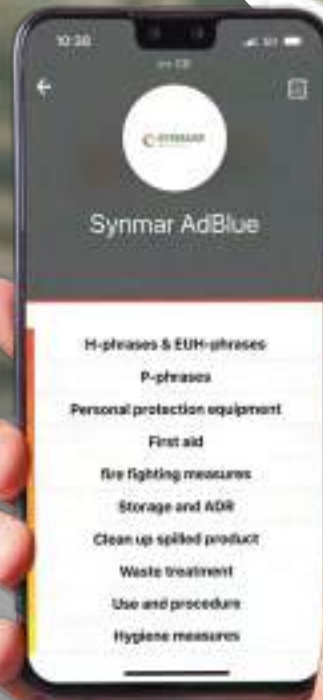 10:38
SYNMAR
Synmar AdBlue
H-phrases & EUH-phrases
P-phrases
Personal protection equipment
First aid
fire fighting measures
Storage and ADR
Clean up spilled product
Waste treatment
Use and procedure
Hygiene measures